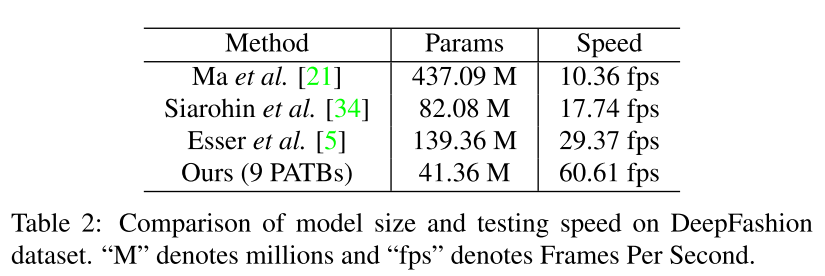 Method Params Speed
Ma et al. [21] 437.09 M 10.36 fps
Siarohin et al. [34] 82.08 M 17.74 fps
Esser et al. [5] 139.36 M 29.37 fps
Ours (9 PATBs) 41.36 M 60.61 fps
Table 2: Comparison of model size and testing speed on DeepFashion
dataset. “M” denotes millions and “fps” denotes Frames Per Second.